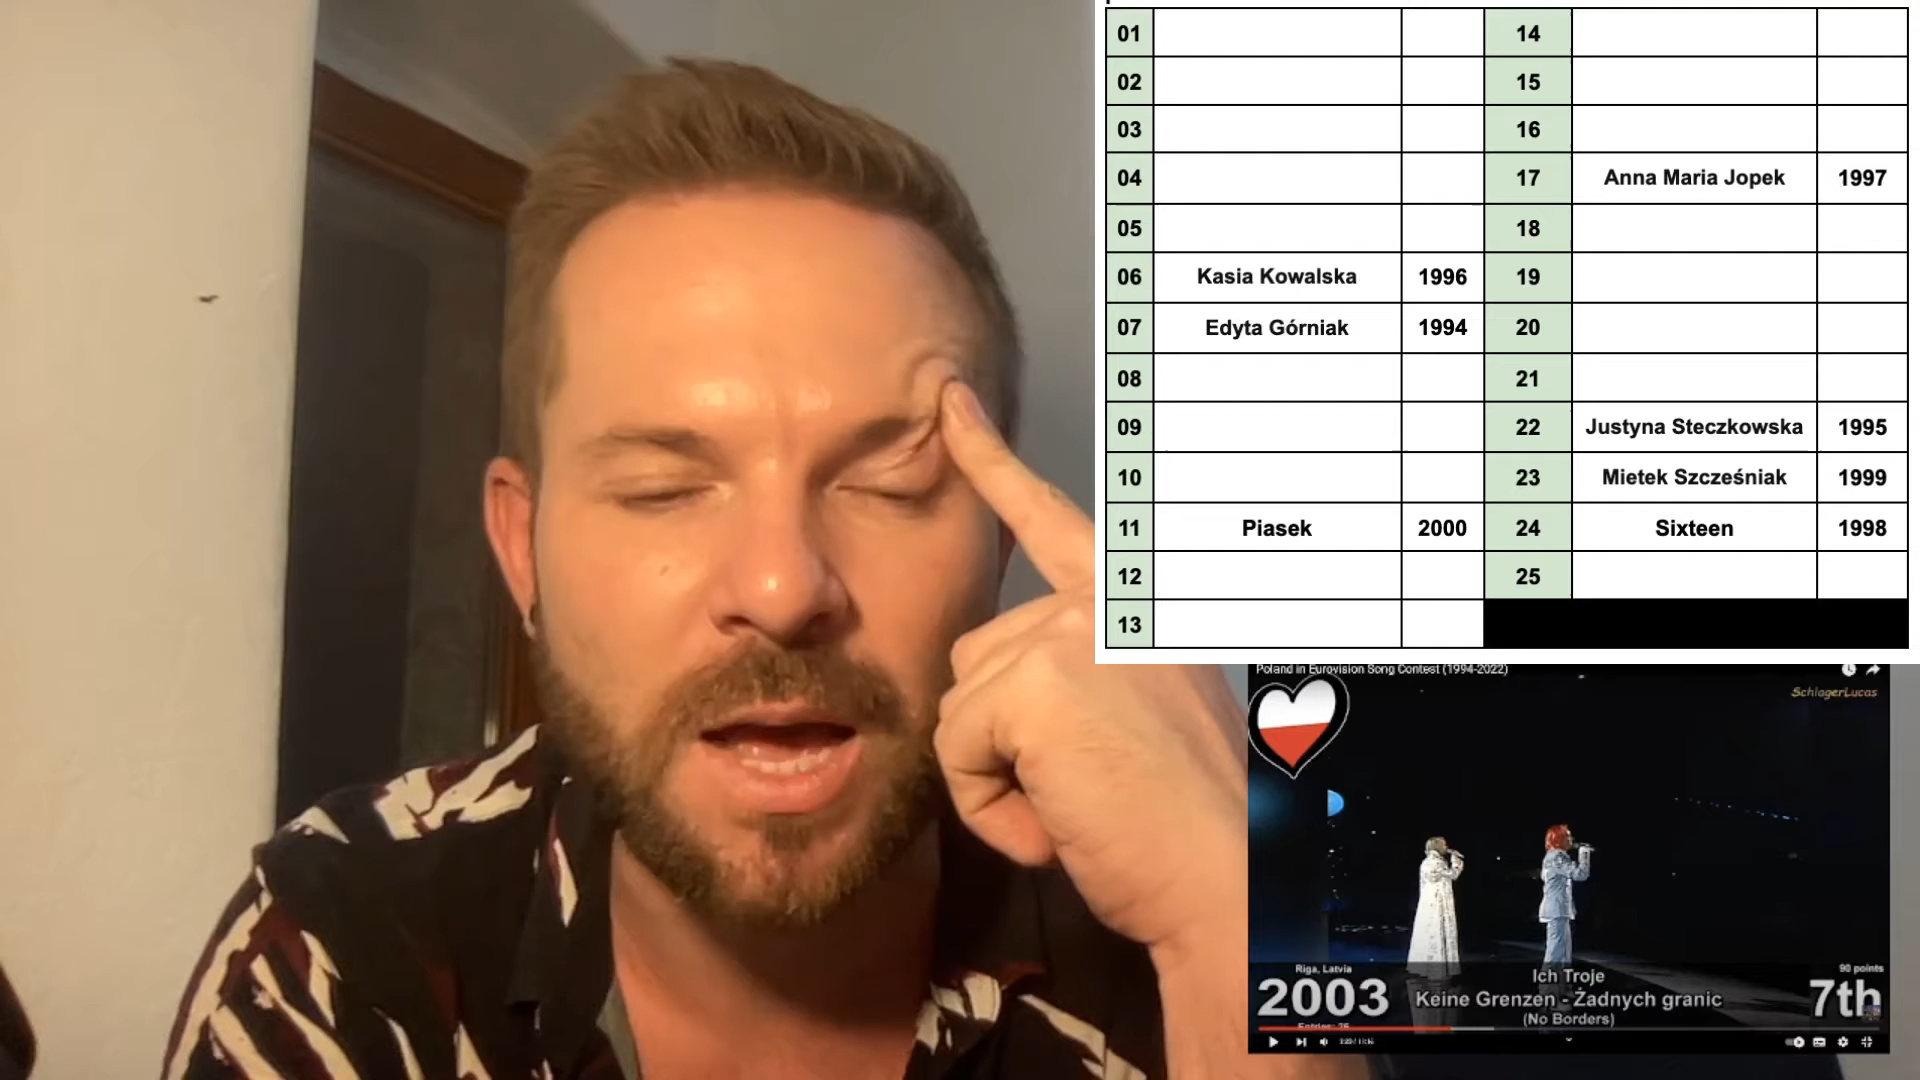 01 14
02 15
03 16
04 17 Anna Maria Jopek 1997
05 18
06 Kasia Kowalska 1996 19
07 Edyta Górniak 1994 20
08 21
09 22 Justyna Steczkowska 1995
10 23 Mietek Szcześniak 1999
11 Piasek 2000 24 Sixteen 1998
12 25
13
Poland in Eurovision Song Contest (1994-2022)
SchlagerLucas
Riga, Latvia
2003
Ich Troje
Keine Grenzen - Żadnych granic
(No Borders)
90 points
7th